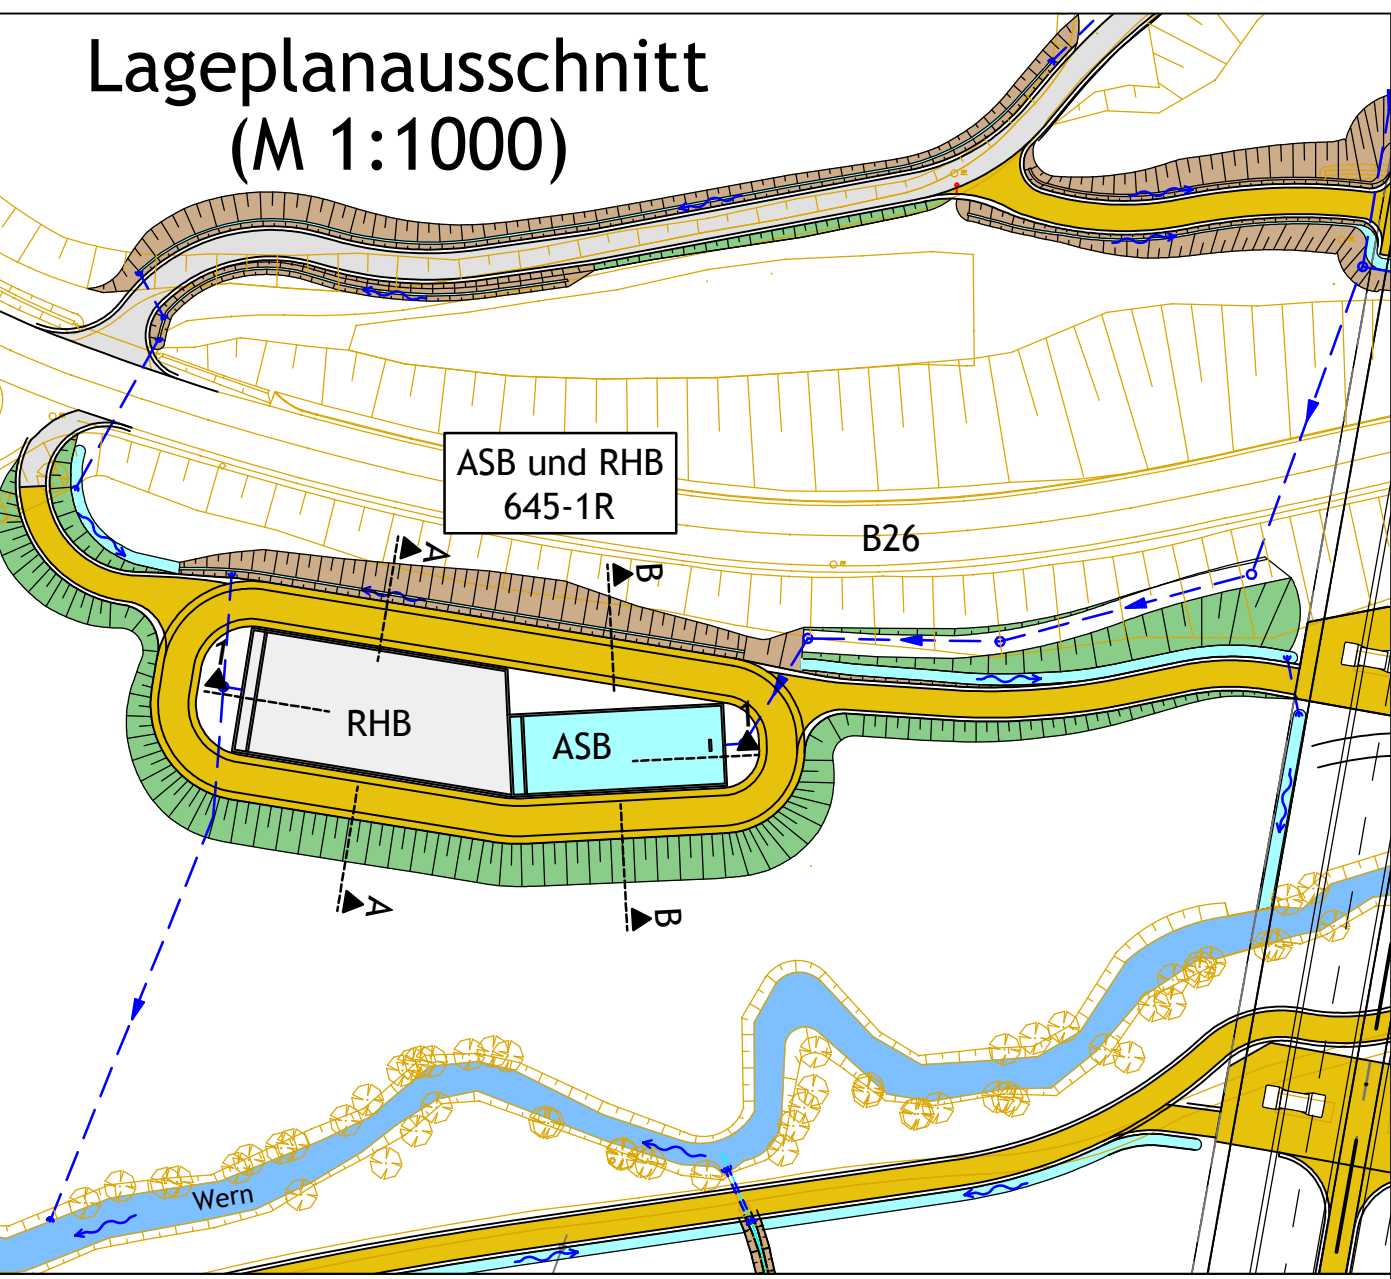 Lageplanausschnitt
(M 1:1000)
ASB und RHB
645-1R
B26
A
B
1
RHB
ASB
1
A
B
Wern